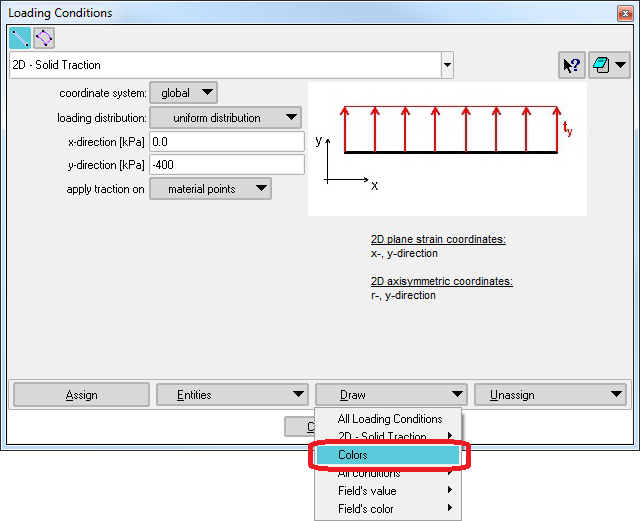 Loading Conditions
2D - Solid Traction
?
coordinate system: global
loading distribution: uniform distribution
x-direction [kPa] 0.0
y-direction [kPa] -400
apply traction on material points
ty
y
x
2D plane strain coordinates:
x-, y-direction
2D axisymmetric coordinates:
r-, y-direction
Assign Entities Draw Unassign
All Loading Conditions
2D - Solid Traction
Colors
All conditions
Field's value
Field's color